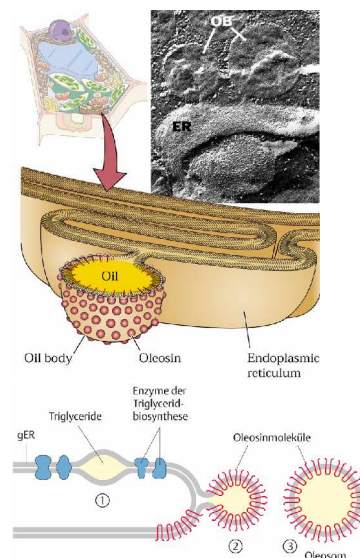 OB
ER
Oil
Oil body
Oleosin
Endoplasmic
reticulum
Enzyme der
Triglycerid-
biosynthese
Triglyceride
gER
Oleosinmoleküle
①
②
③
Oleosom